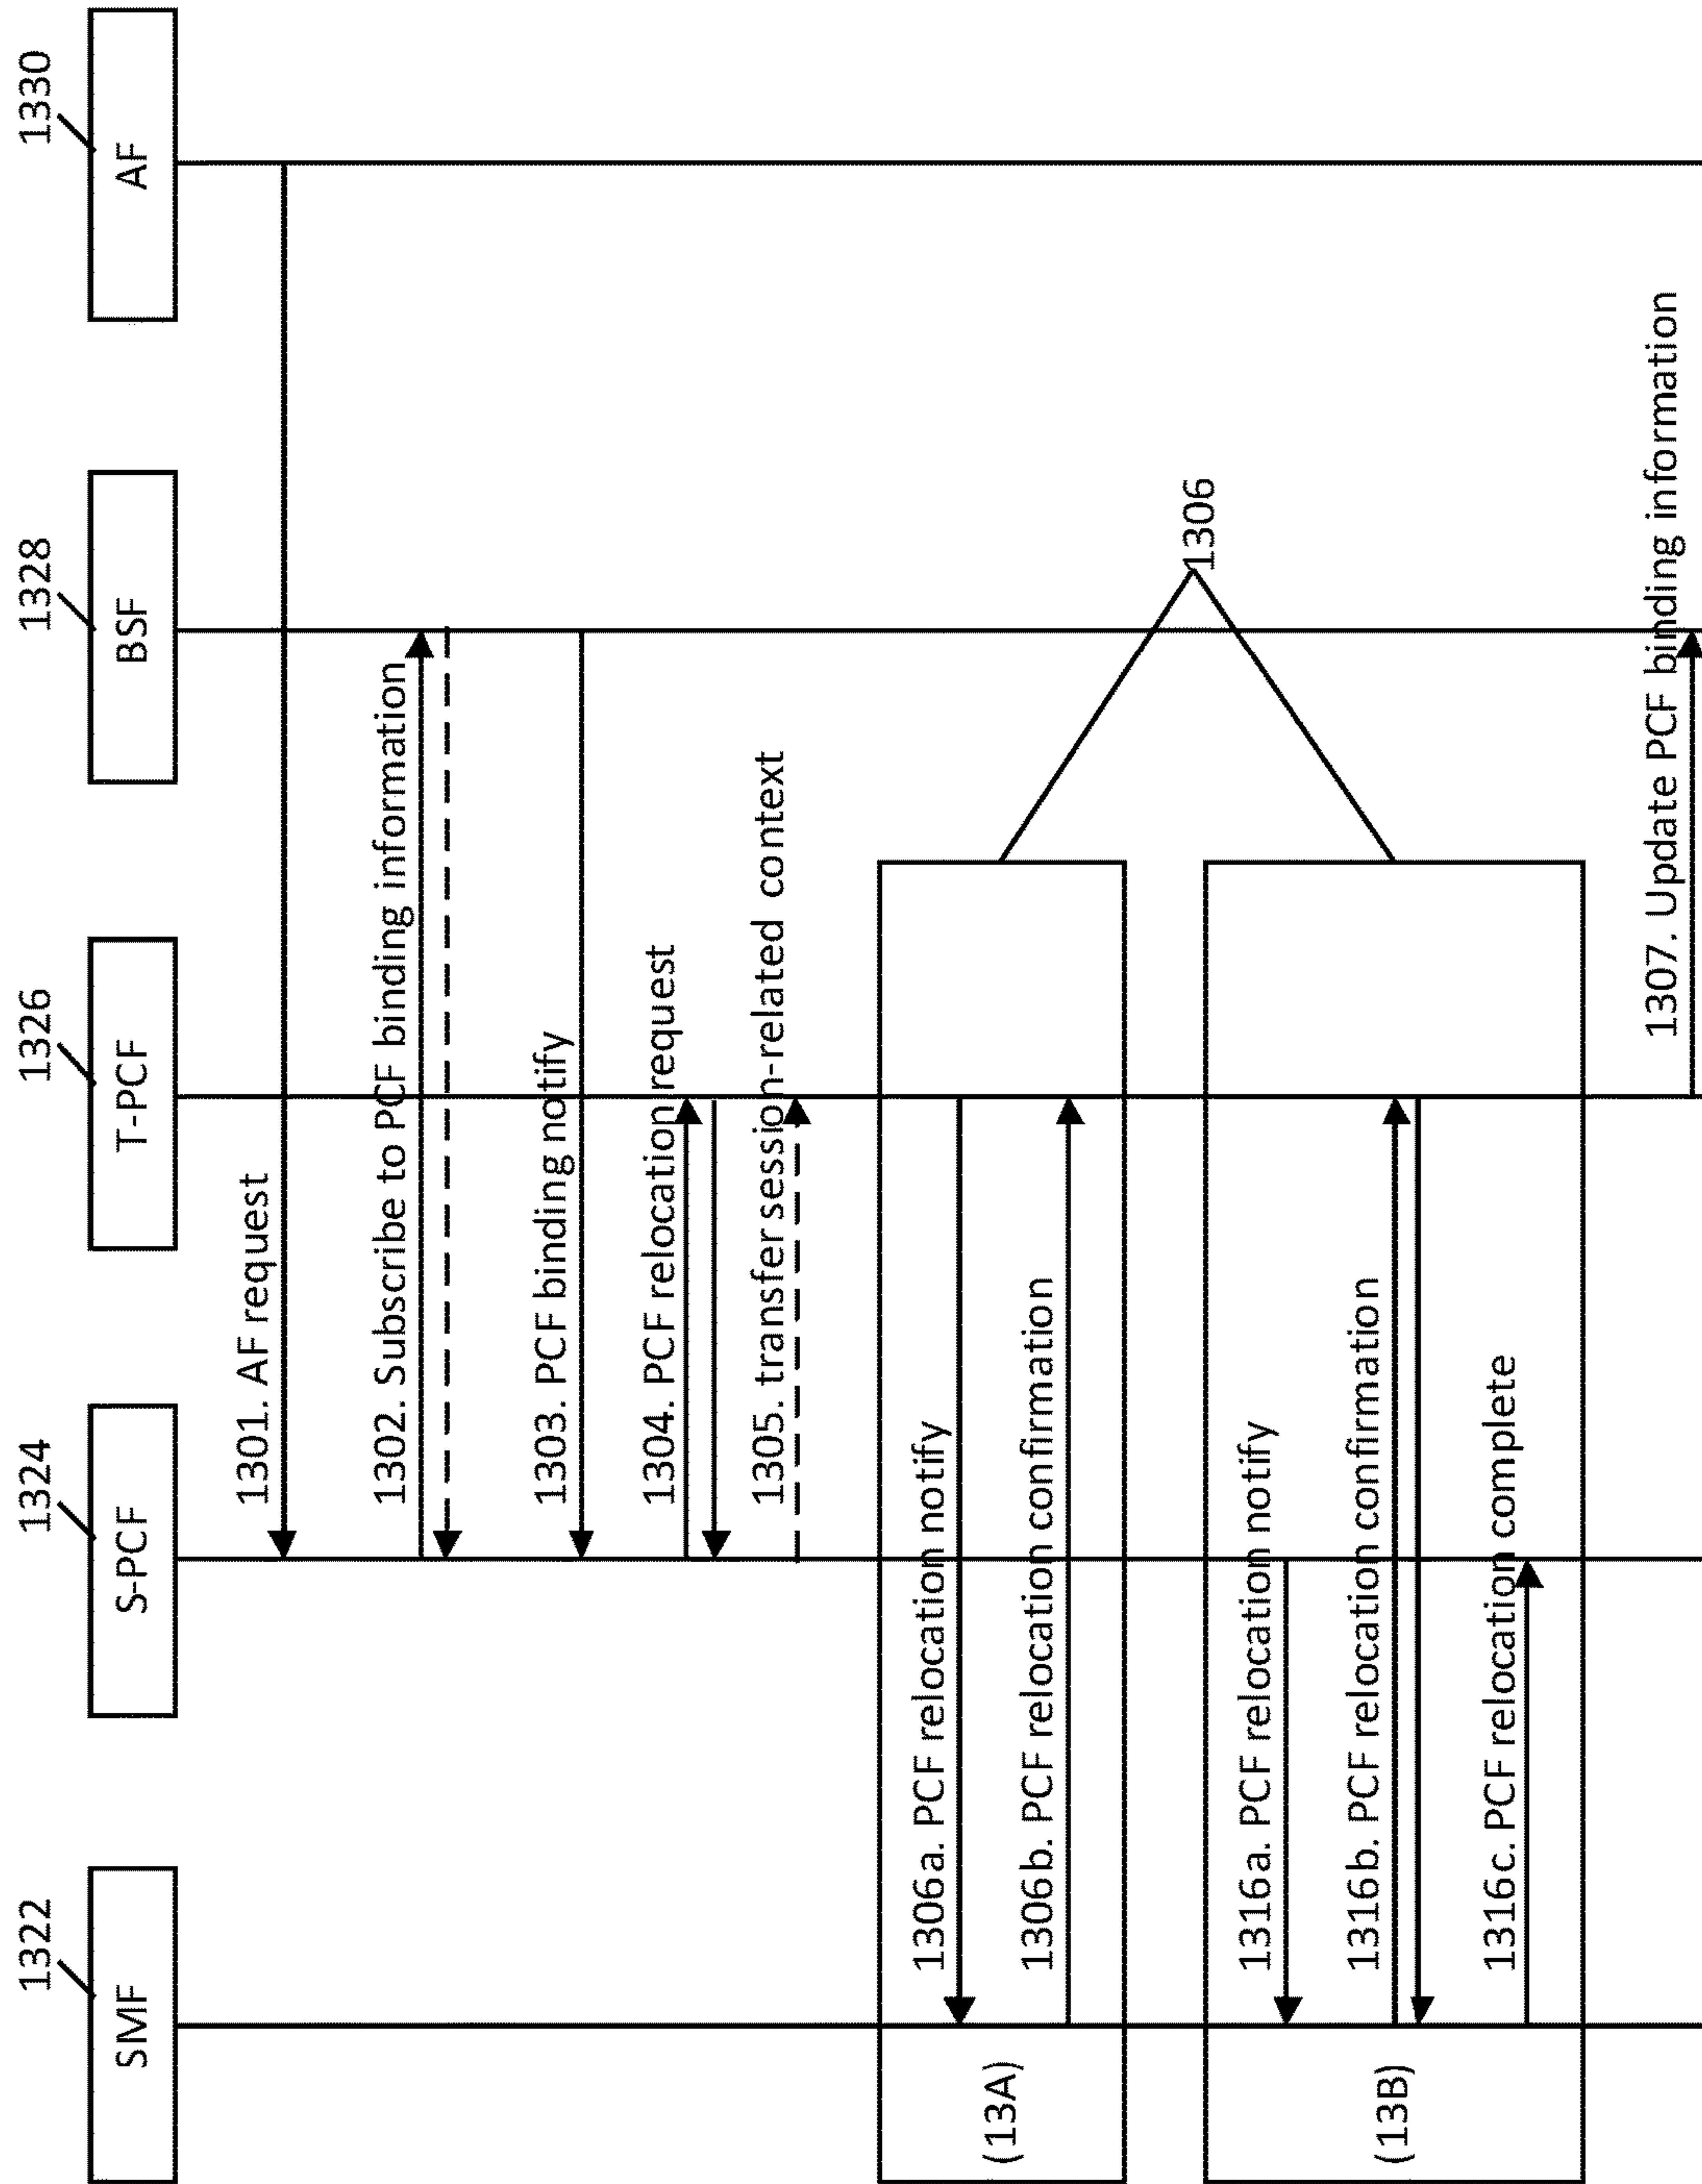 1322
1324
1326
1328
1330
SMF
S-PCF
T-PCF
BSF
AF
1301. AF request
1302. Subscribe to PCF binding information
1303. PCF binding notify
1304. PCF relocation request
1305. transfer session-related context
(13A)
1306a. PCF relocation notify
1306b. PCF relocation confirmation
1306
(13B)
1316a. PCF relocation notify
1316b. PCF relocation confirmation
1316c. PCF relocation complete
1307. Update PCF binding information